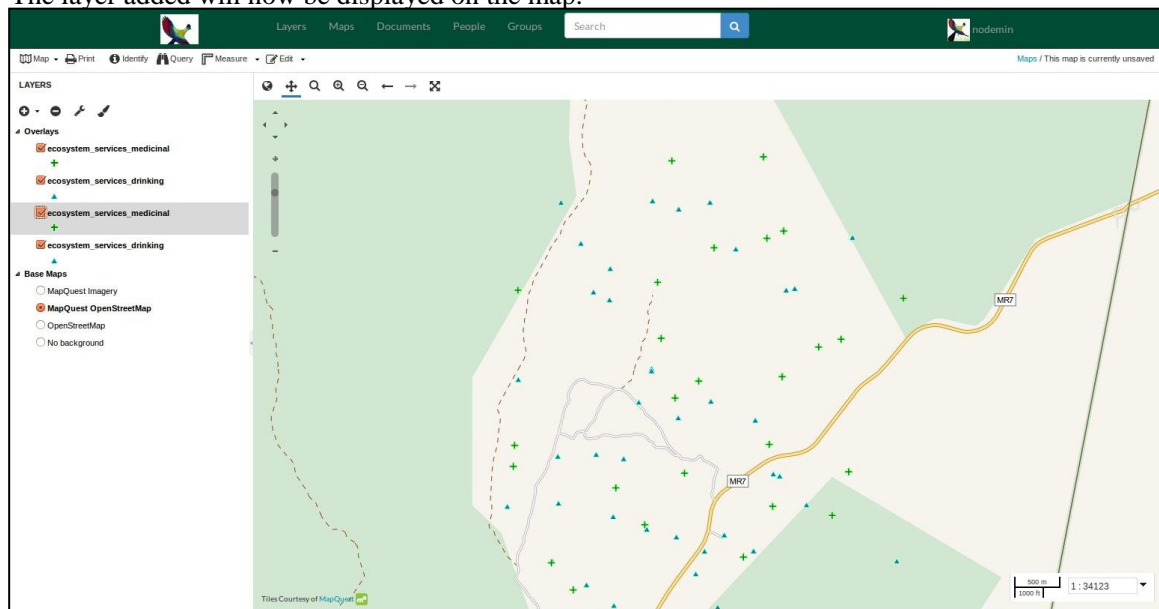 The layer added will now be displayed on the map.
Layers Maps Documents People Groups Search nodemin
Map Print Identify Query Measure Edit Maps / This map is currently unsaved
LAYERS
Overlays
ecosystem_services_medicinal
ecosystem_services_drinking
ecosystem_services_medicinal
ecosystem_services_drinking
Base Maps
MapQuest Imagery
MapQuest OpenStreetMap
OpenStreetMap
No background
MR7
MR7
500 m
1000 ft
1 : 34123
Tiles Courtesy of MapQuest